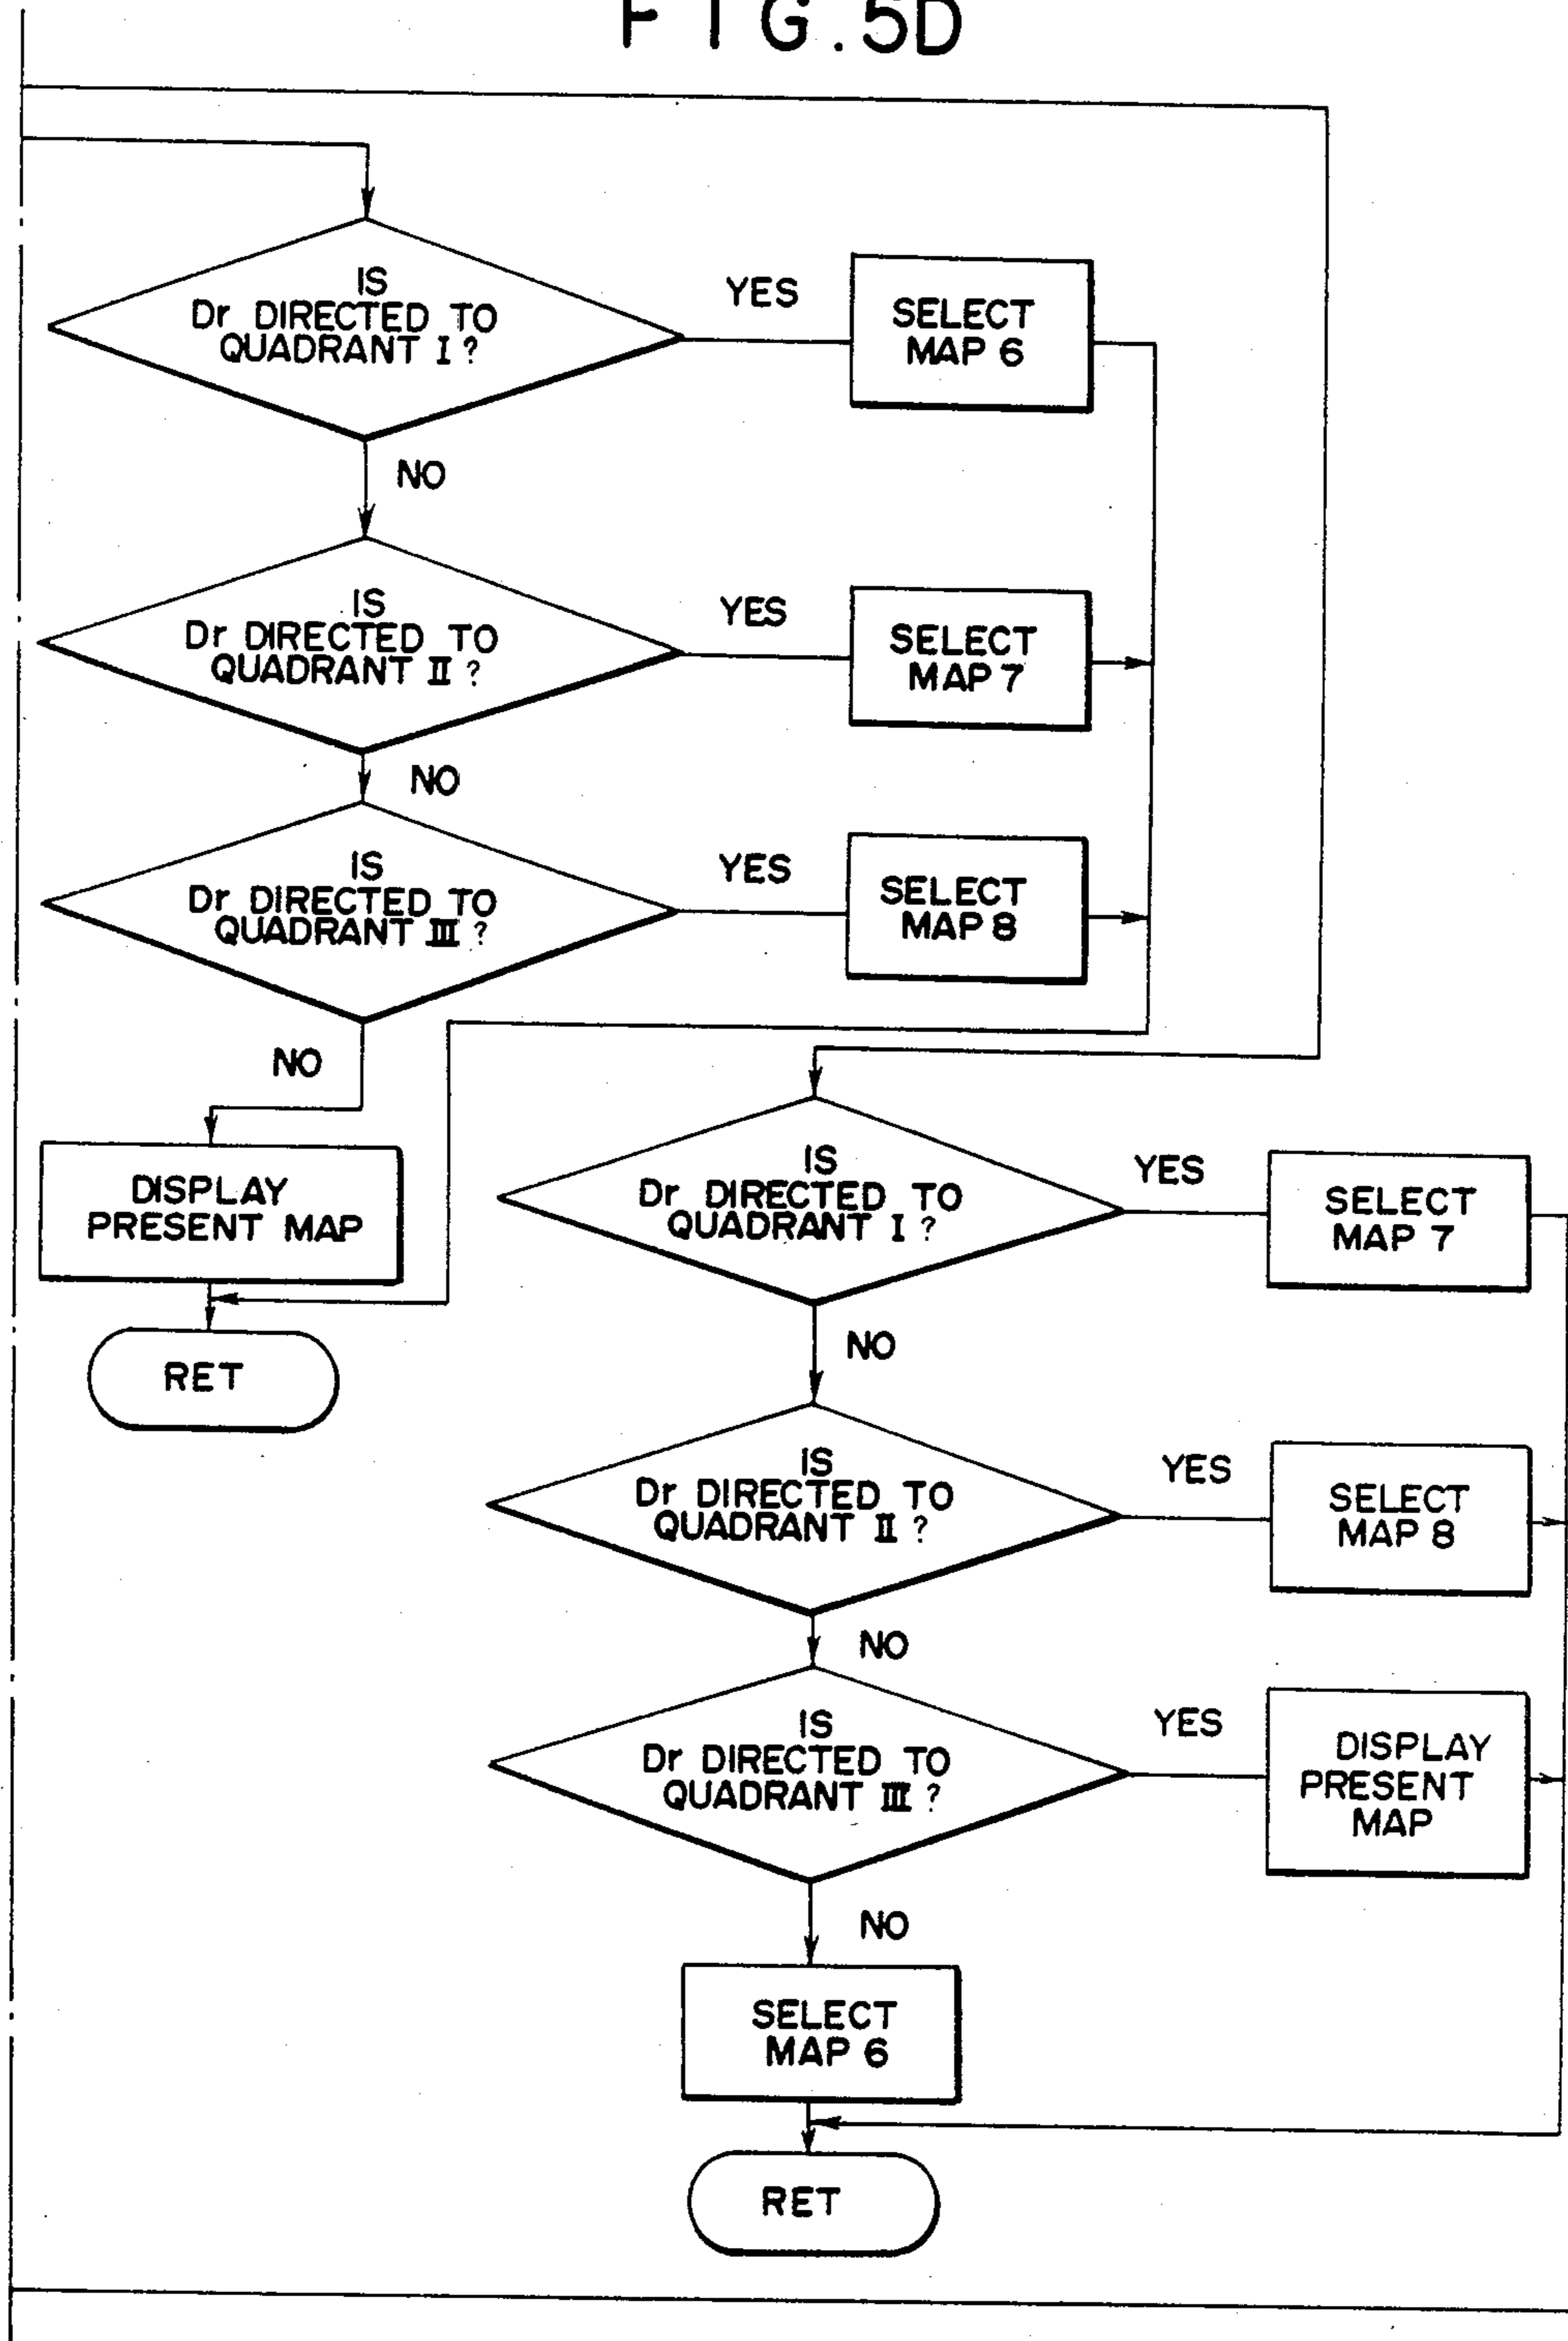 FIG.5D
IS
Dr DIRECTED TO
QUADRANT I ?
YES
SELECT
MAP 6
NO
IS
Dr DIRECTED TO
QUADRANT II ?
YES
SELECT
MAP 7
NO
IS
Dr DIRECTED TO
QUADRANT III ?
YES
SELECT
MAP 8
NO
DISPLAY
PRESENT MAP
RET
IS
Dr DIRECTED TO
QUADRANT I ?
YES
SELECT
MAP 7
NO
IS
Dr DIRECTED TO
QUADRANT II ?
YES
SELECT
MAP 8
NO
IS
Dr DIRECTED TO
QUADRANT III ?
YES
DISPLAY
PRESENT
MAP
NO
SELECT
MAP 6
RET